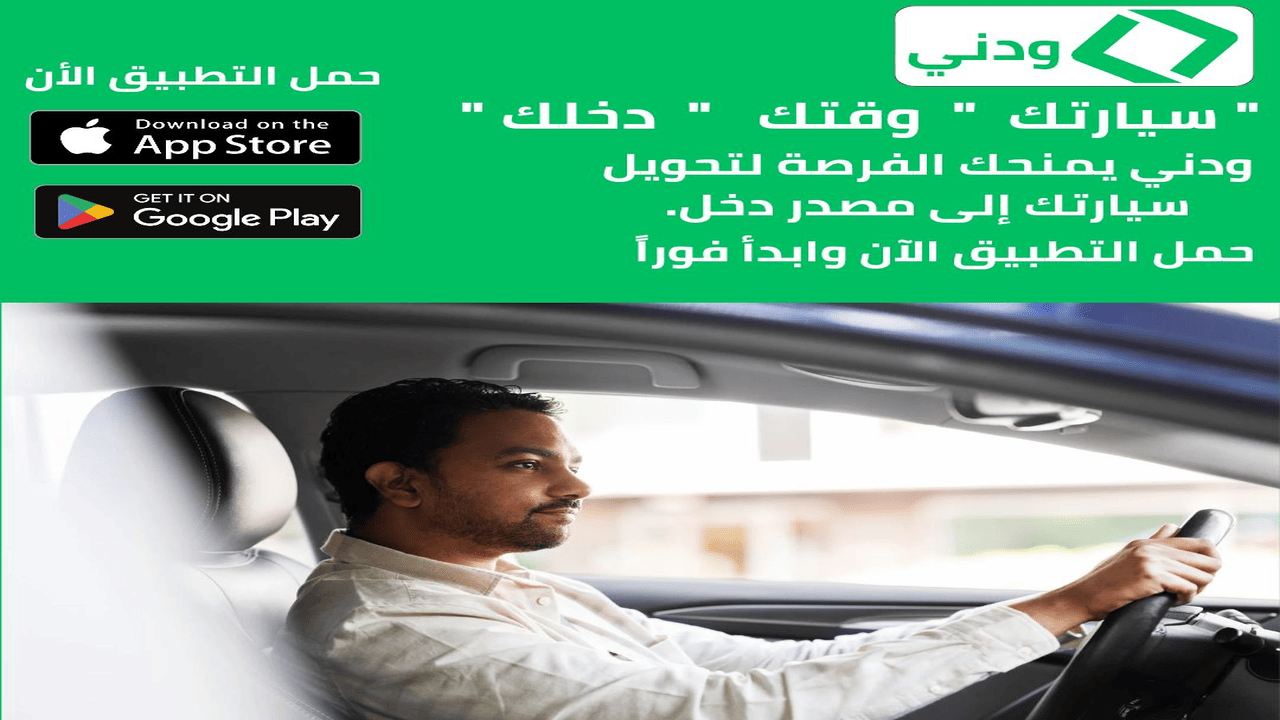 ودني
" سيارتك " وقتك " دخلك "
ودني يمنحك الفرصة لتحويل
سيارتك إلى مصدر دخل.
حمل التطبيق الآن وابدأ فوراً
حمل التطبيق الأن
Download on the
App Store
GET IT ON
Google Play